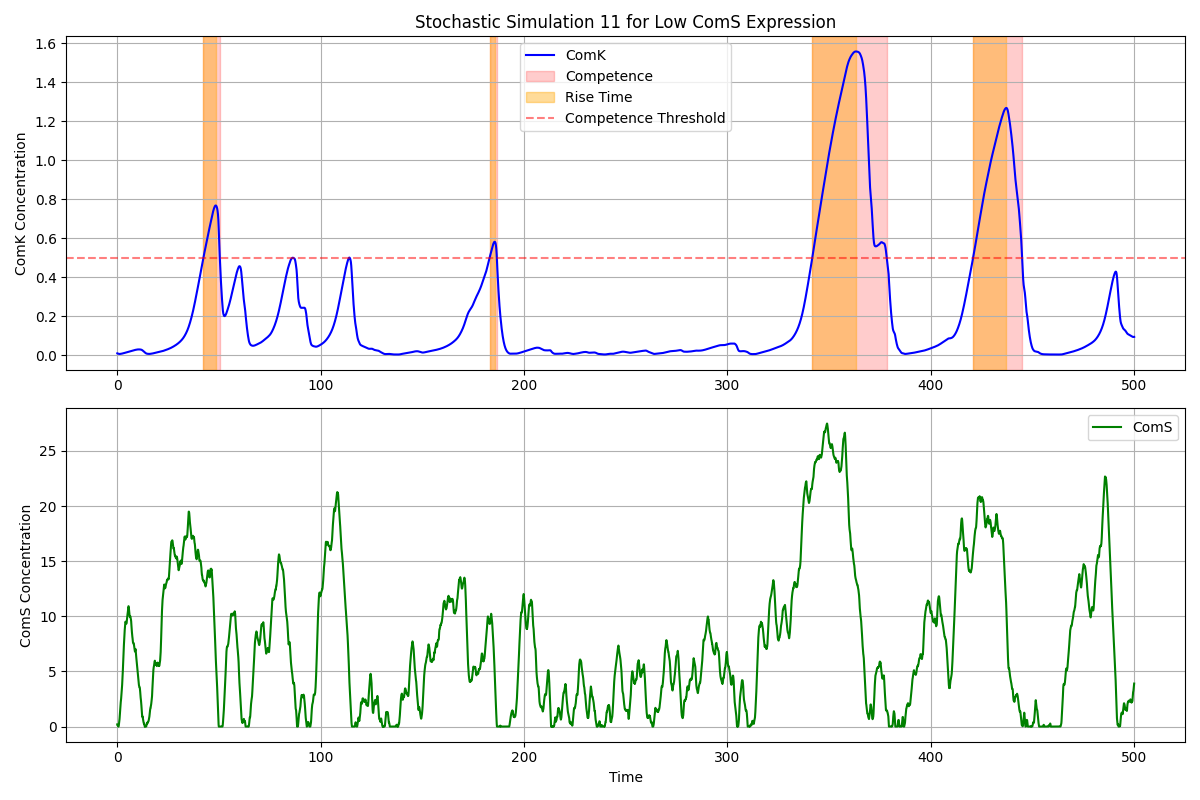 Stochastic Simulation 11 for Low ComS Expression
ComK Concentration
1.6
1.4
1.2
1.0
0.8
0.6
0.4
0.2
0.0
ComK
Competence
Rise Time
Competence Threshold
0 100 200 300 400 500
ComS Concentration
25
20
15
10
5
0
ComS
0 100 200 300 400 500
Time